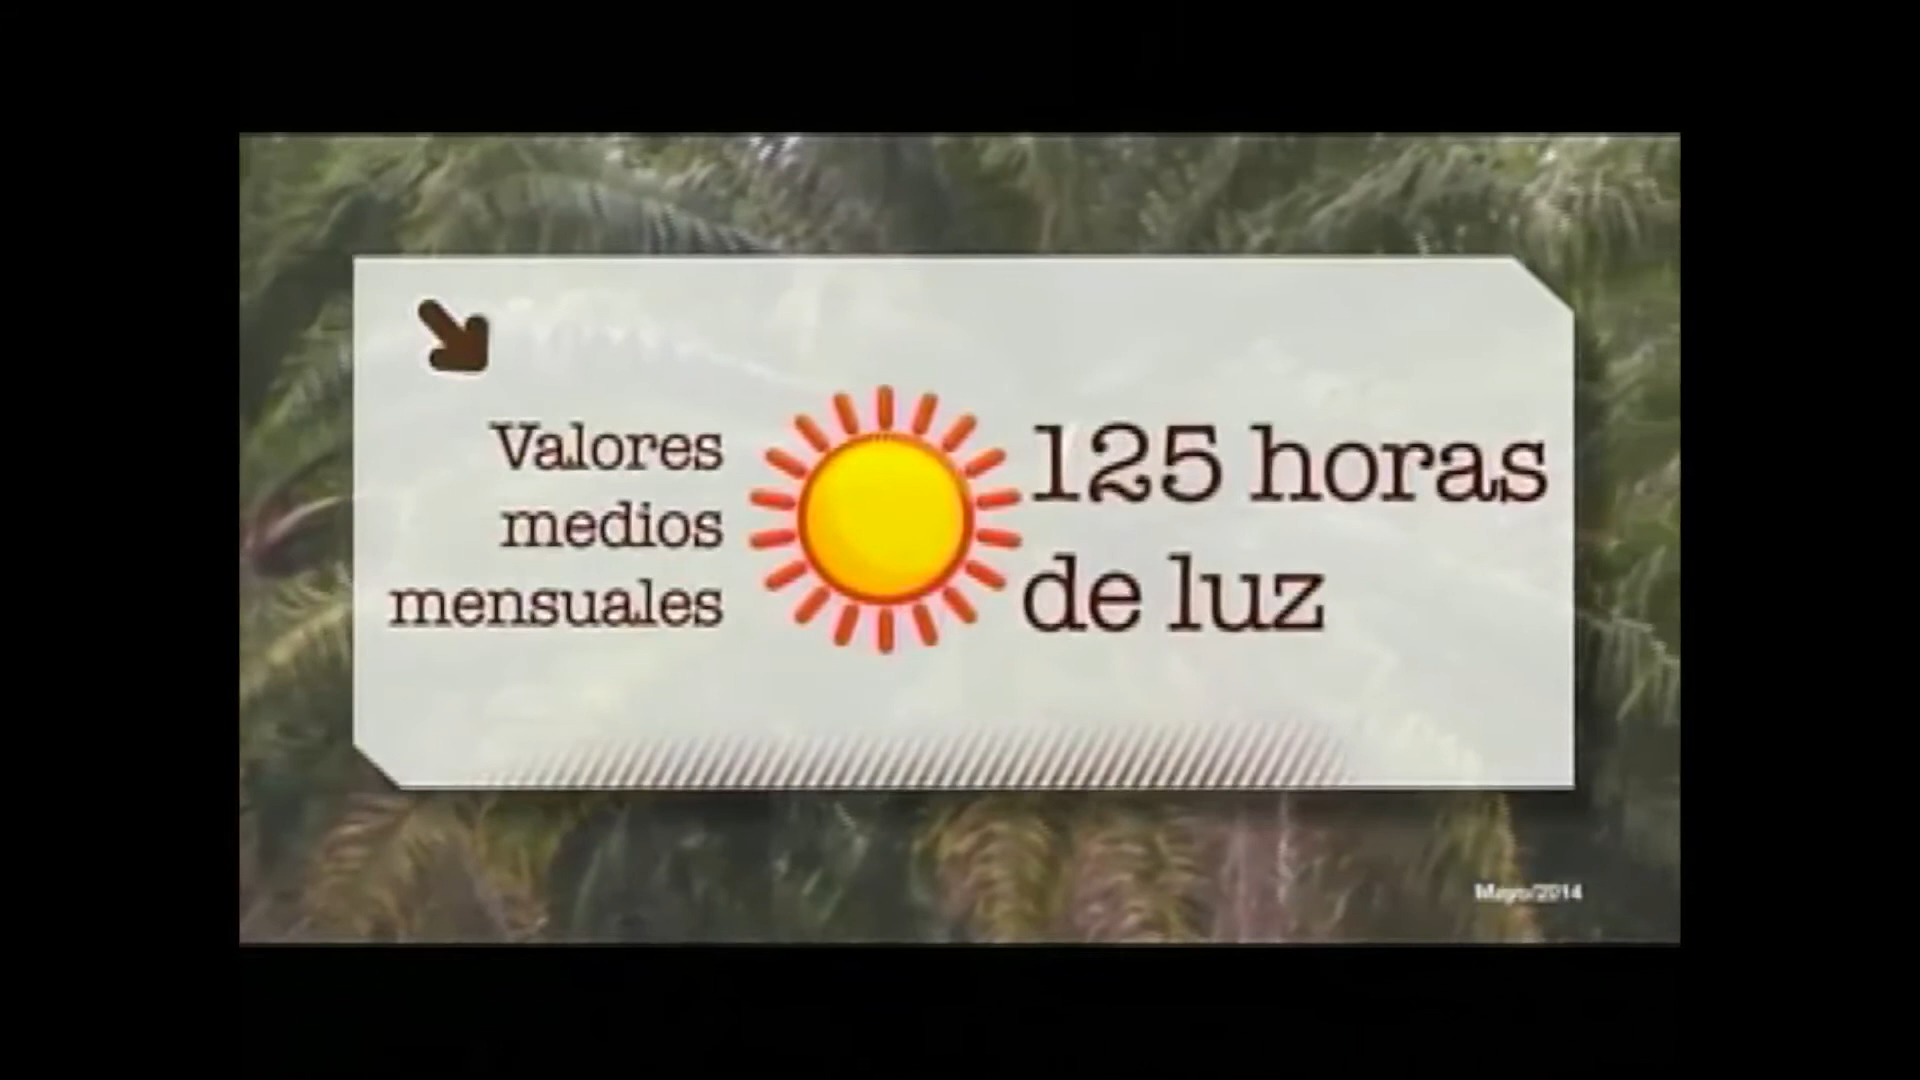 Valores
medios
mensuales
125 horas
de luz
Mayo/2014